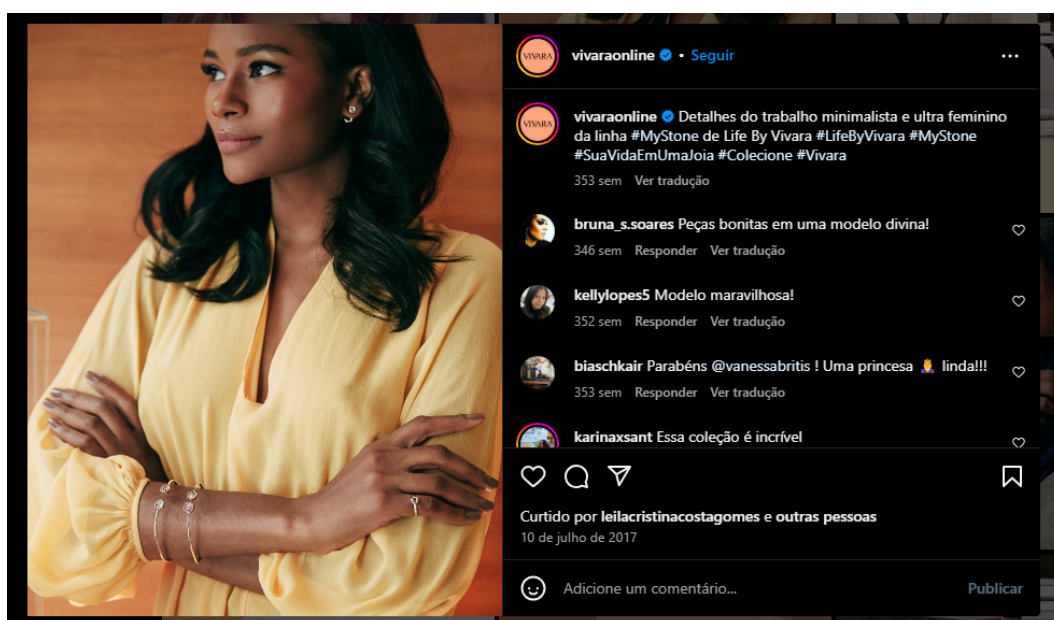 VIVARA
vivaraonline • Seguir
VIVARA
vivaraonline Detalhes do trabalho minimalista e ultra feminino
da linha #MyStone de Life By Vivara #LifeByVivara #MyStone
#SuaVidaEmUmaJoia #Colecione #Vivara
353 sem Ver tradução
bruna_s.soares Peças bonitas em uma modelo divina!
346 sem Responder Ver tradução
kellylopes5 Modelo maravilhosa!
352 sem Responder Ver tradução
biaschkair Parabéns @vanessabritis ! Uma princesa 👸 linda!!!
353 sem Responder Ver tradução
karinaxsant Essa coleção é incrível
Curtido por leilacristinacostagomes e outras pessoas
10 de julho de 2017
Adicione um comentário... Publicar